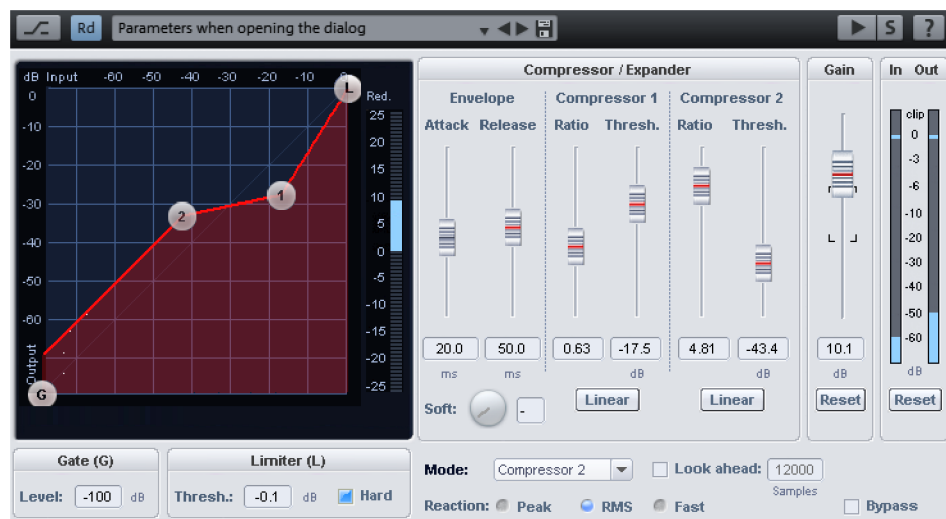 Rd Parameters when opening the dialog S ?
dB Input -60 -50 -40 -30 -20 -10 0
0
-10
-20
-30
-40
-50
-60
Output
L
1
2
G
Red.
25
20
15
10
5
0
-5
-10
-15
-20
-25
Compressor / Expander
Envelope Compressor 1 Compressor 2
Attack Release Ratio Thresh. Ratio Thresh.
20.0 50.0 0.63 -17.5 4.81 -43.4
ms ms dB dB
Soft: - Linear Linear
Gain
10.1
dB
Reset
In Out
clip
0
-3
-6
-10
-20
-30
-40
-50
-60
dB
Reset
Gate (G)
Level: -100 dB
Limiter (L)
Thresh.: -0.1 dB Hard
Mode: Compressor 2 Look ahead: 12000
Samples
Reaction: Peak RMS Fast Bypass